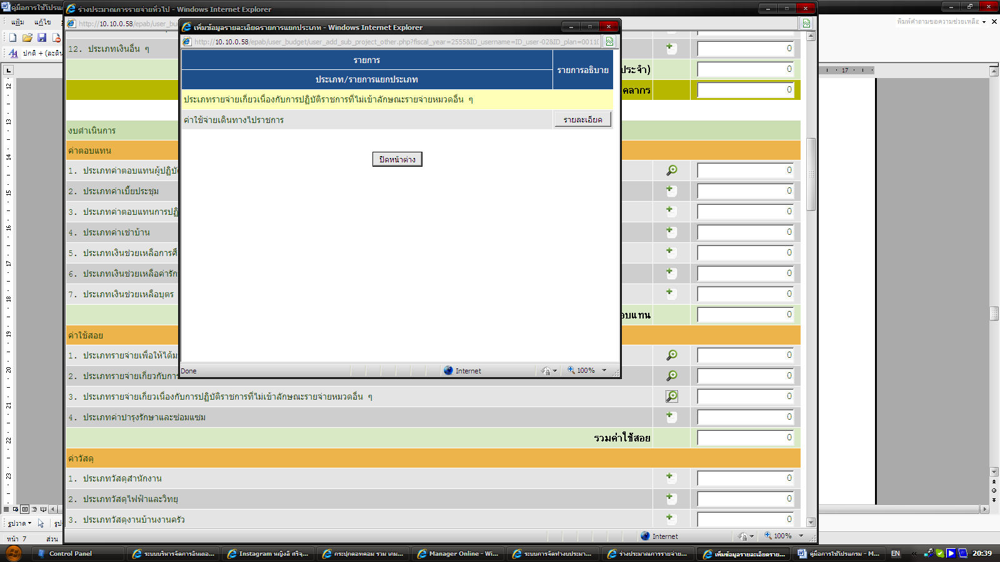 คู่มือการใช้โปรแก
ร่างประมาณการรายจ่ายทั่วไป - Windows Internet Explorer
แฟ้ม แก้ไข
http://10.10.0.58/epab/user_bu
พิมพ์คำถามขอความช่วยเหลือ
ปกติ + (ละติน
เพิ่มข้อมูลรายละเอียดรายการแยกประเภท - Windows Internet Explorer
http://10.10.0.58/epab/user_budget/user_add_sub_project_other.php?fiscal_year=2555&ID_username=ID_user-02&ID_plan=00110
รายการ
รายการอธิบาย
ประเภท/รายการแยกประเภท
ประเภทรายจ่ายเกี่ยวเนื่องกับการปฏิบัติราชการที่ไม่เข้าลักษณะรายจ่ายหมวดอื่น ๆ
ค่าใช้จ่ายเดินทางไปราชการ
รายละเอียด
ปิดหน้าต่าง
Done
Internet
100%
12. ประเภทเงินอื่น ๆ
0
ประจำ)
0
คลากร
0
งบดำเนินการ
ค่าตอบแทน
1. ประเภทค่าตอบแทนผู้ปฏิบัติ
0
2. ประเภทค่าเบี้ยประชุม
0
3. ประเภทค่าตอบแทนการปฏิ
0
4. ประเภทค่าเช่าบ้าน
0
5. ประเภทเงินช่วยเหลือการศึ
0
6. ประเภทเงินช่วยเหลือค่ารัก
0
7. ประเภทเงินช่วยเหลือบุตร
0
อบแทน
0
ค่าใช้สอย
1. ประเภทรายจ่ายเพื่อให้ได้ม
0
2. ประเภทรายจ่ายเกี่ยวกับการ
0
3. ประเภทรายจ่ายเกี่ยวเนื่องกับการปฏิบัติราชการที่ไม่เข้าลักษณะรายจ่ายหมวดอื่น ๆ
0
4. ประเภทค่าบำรุงรักษาและซ่อมแซม
0
รวมค่าใช้สอย
0
ค่าวัสดุ
1. ประเภทวัสดุสำนักงาน
0
2. ประเภทวัสดุไฟฟ้าและวิทยุ
0
3. ประเภทวัสดุงานบ้านงานครัว
0
Internet
100%
12
13
14
15
16
17
18
19
20
21
22
23
17
รูปวาด
หน้า 7 ส่วน
Control Panel
ระบบบริหารจัดการอินเตอ...
Instagram หญิงลี ศรีจุ...
กระปุกดอทคอม รวม เกม...
Manager Online - Wi...
ระบบการจัดทำงบประมา...
ร่างประมาณการรายจ่าย...
เพิ่มข้อมูลรายละเอียดราย...
คู่มือการใช้โปรแกรม - M...
EN
20:39